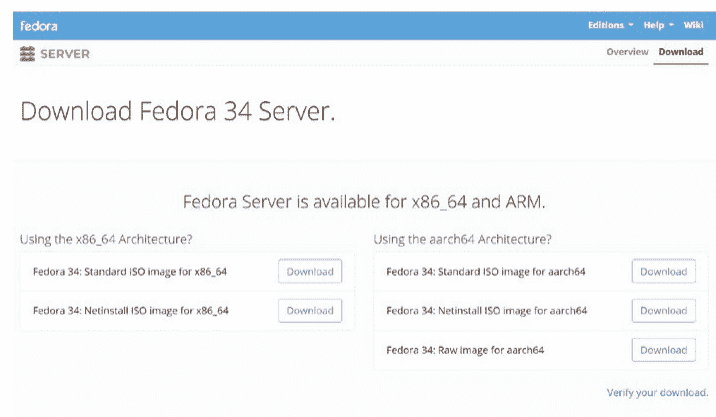 fedora
Editions Help Wiki
SERVER
Overview Download
Download Fedora 34 Server.
Fedora Server is available for x86_64 and ARM.
Using the x86_64 Architecture?
Fedora 34: Standard ISO image for x86_64 Download
Fedora 34: Netinstall ISO image for x86_64 Download
Using the aarch64 Architecture?
Fedora 34: Standard ISO image for aarch64 Download
Fedora 34: Netinstall ISO image for aarch64 Download
Fedora 34: Raw image for aarch64 Download
Verify your download.